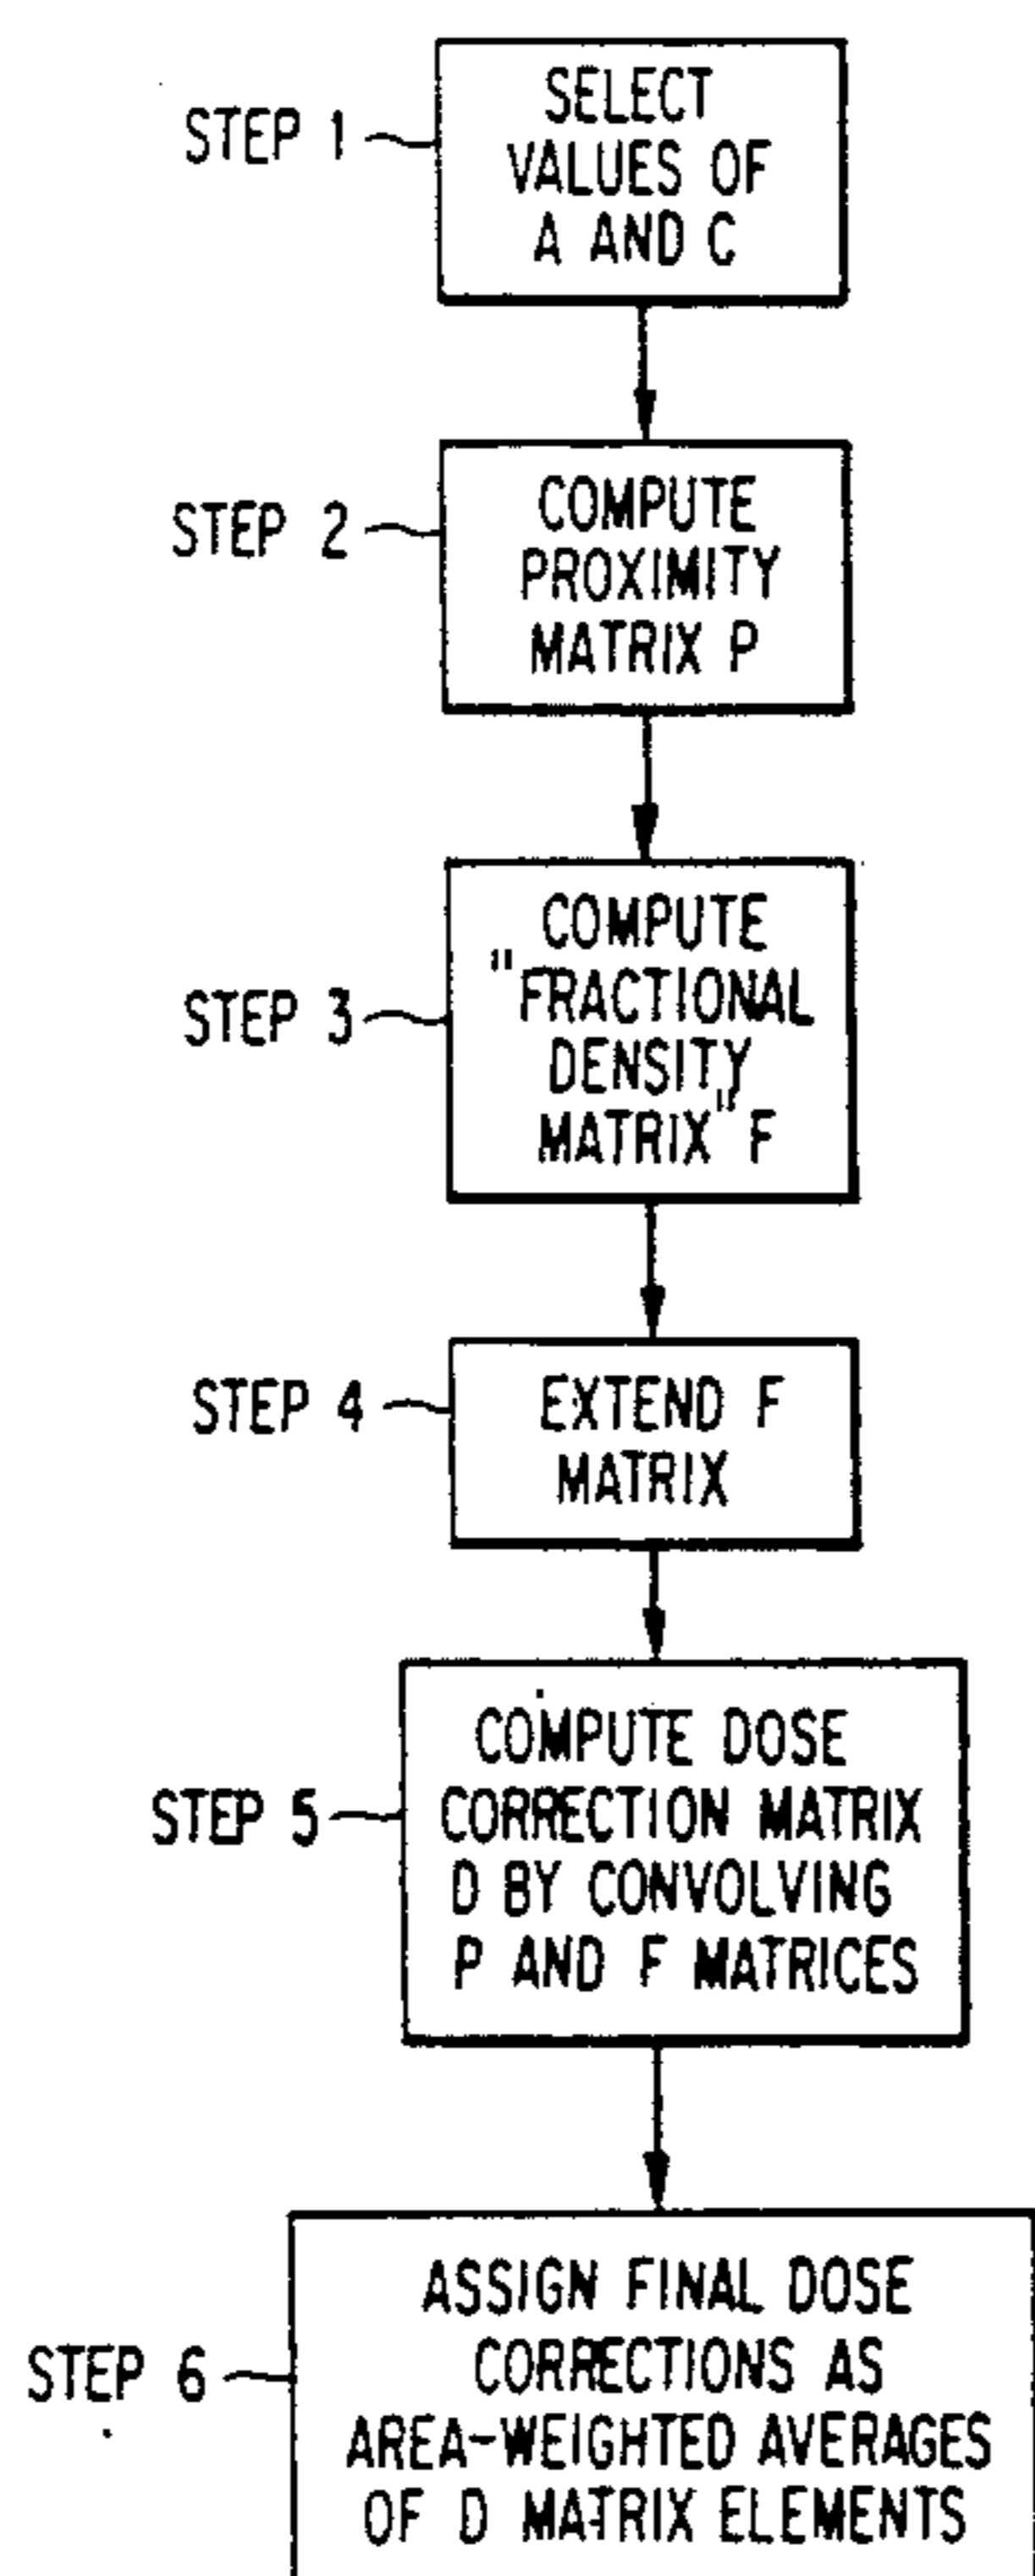 STEP 1
SELECT
VALUES OF
A AND C
STEP 2
COMPUTE
PROXIMITY
MATRIX P
STEP 3
COMPUTE
"FRACTIONAL
DENSITY
MATRIX" F
STEP 4
EXTEND F
MATRIX
STEP 5
COMPUTE DOSE
CORRECTION MATRIX
D BY CONVOLVING
P AND F MATRICES
STEP 6
ASSIGN FINAL DOSE
CORRECTIONS AS
AREA-WEIGHTED AVERAGES
OF D MATRIX ELEMENTS